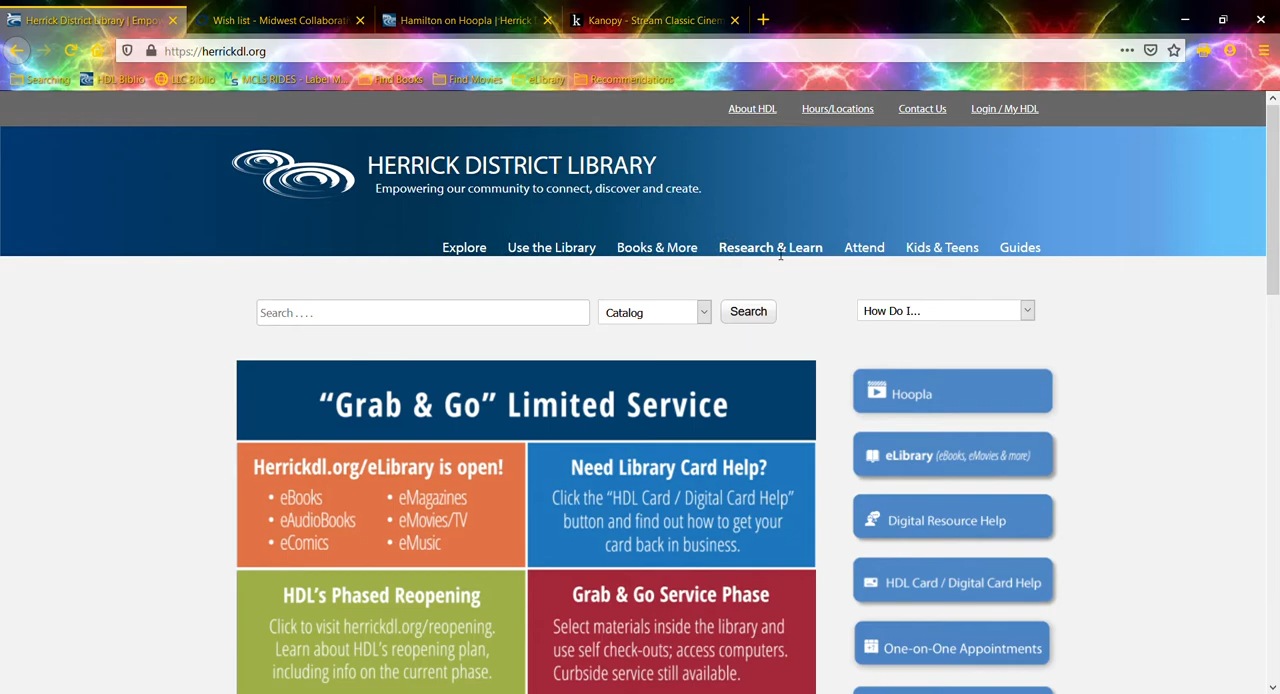 Herrick District Library | Empow
Wish list - Midwest Collaborativ
Hamilton on Hoopla | Herrick
k Kanopy - Stream Classic Cinem
https://herrickdl.org
Searching HDL Biblio LLC Biblio MCLS RIDES - Label M... Find Books Find Movies eLibrary Recommendations
About HDL Hours/Locations Contact Us Login / My HDL
HERRICK DISTRICT LIBRARY
Empowering our community to connect, discover and create.
Explore Use the Library Books & More Research & Learn Attend Kids & Teens Guides
Search . . . . Catalog Search How Do I...
"Grab & Go" Limited Service
Herrickdl.org/eLibrary is open!
• eBooks • eMagazines
• eAudioBooks • eMovies/TV
• eComics • eMusic
Need Library Card Help?
Click the "HDL Card / Digital Card Help"
button and find out how to get your
card back in business.
HDL's Phased Reopening
Click to visit herrickdl.org/reopening.
Learn about HDL's reopening plan,
including info on the current phase.
Grab & Go Service Phase
Select materials inside the library and
use self check-outs; access computers.
Curbside service still available.
Hoopla
eLibrary (eBooks, eMovies & more)
Digital Resource Help
HDL Card / Digital Card Help
One-on-One Appointments